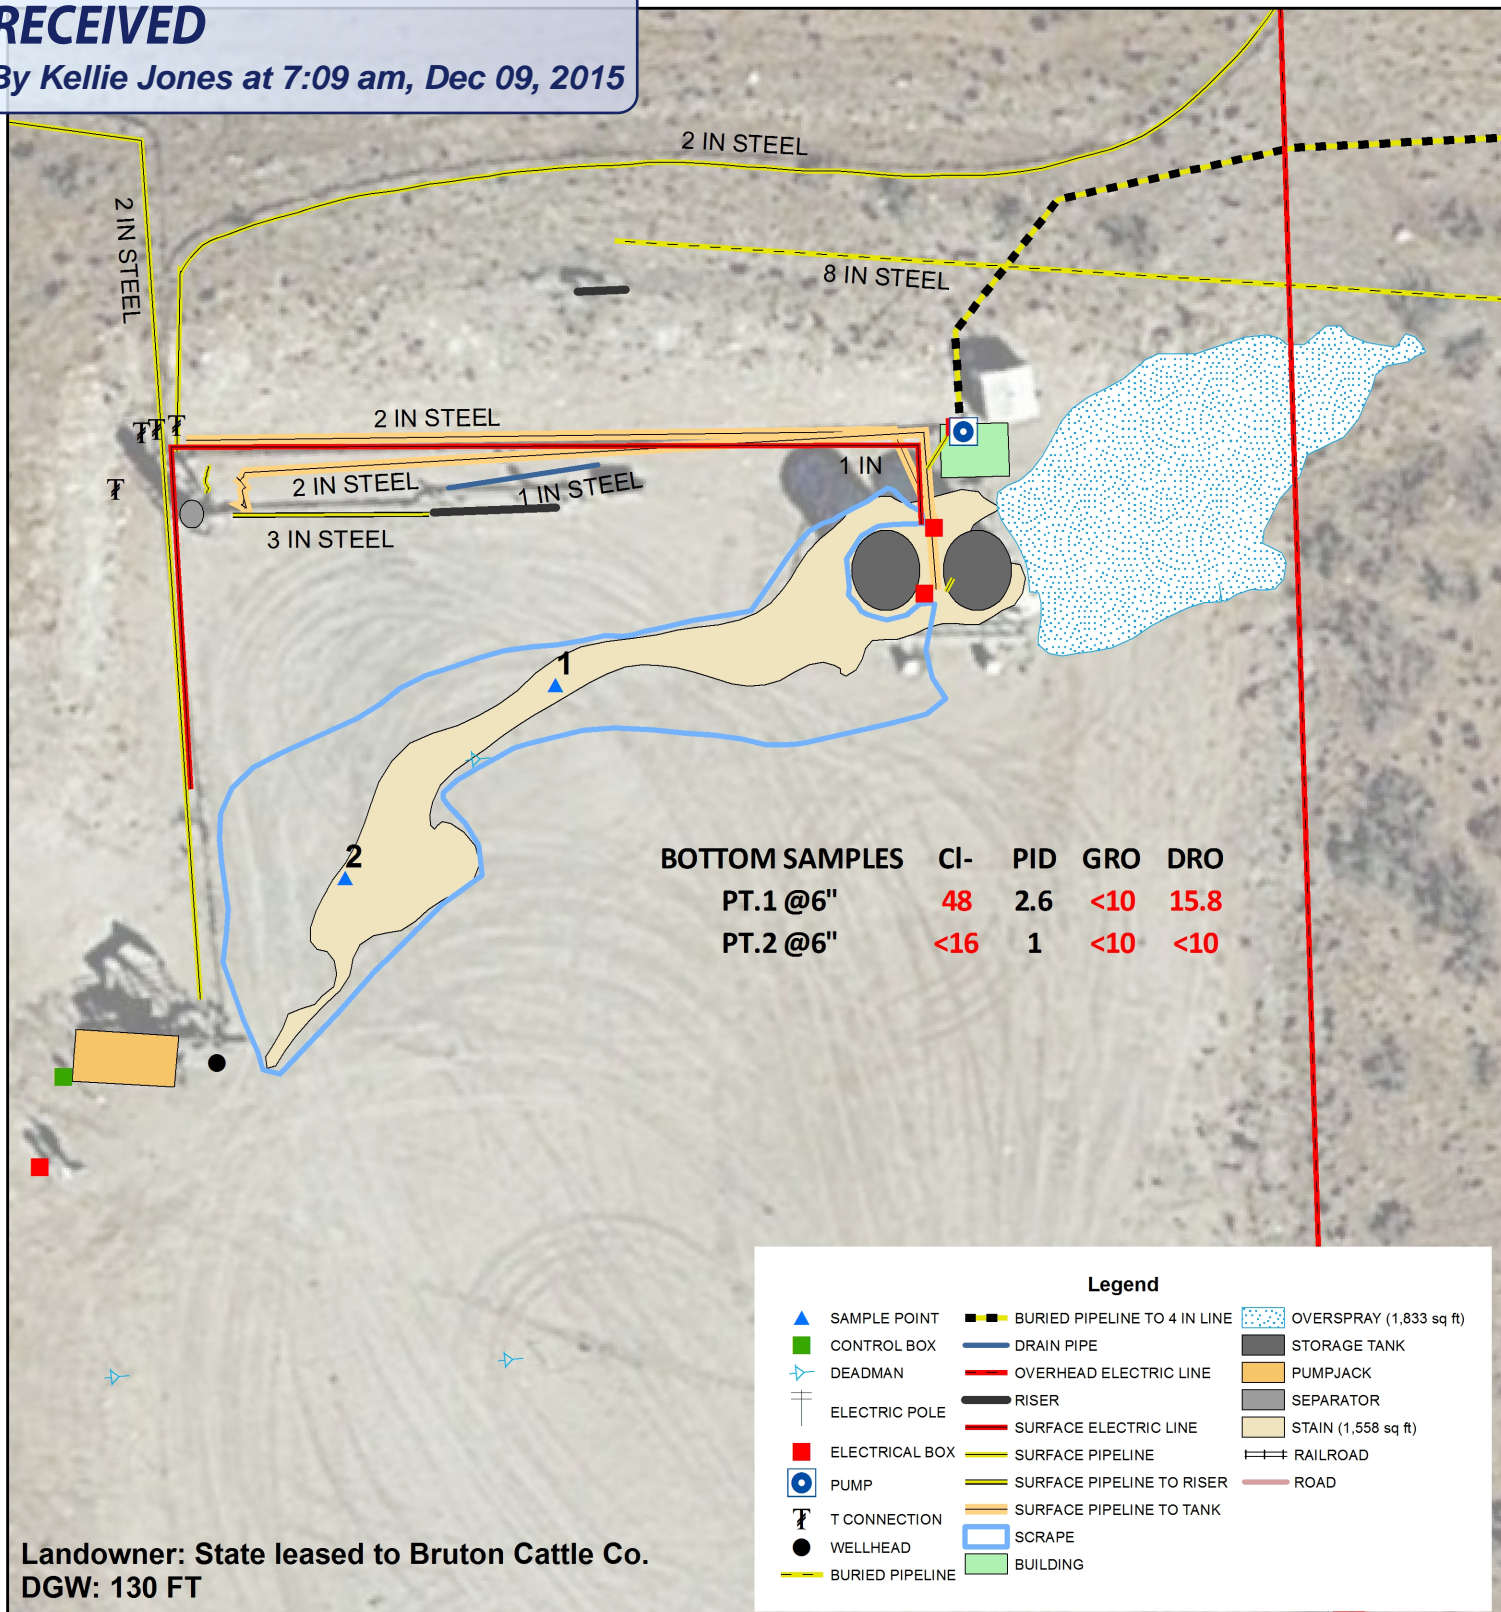 RECEIVED
By Kellie Jones at 7:09 am, Dec 09, 2015
2 IN STEEL
2 IN STEEL
8 IN STEEL
2 IN STEEL
1 IN
2 IN STEEL
1 IN STEEL
3 IN STEEL
1
2
BOTTOM SAMPLES Cl- PID GRO DRO
PT.1 @6" 48 2.6 <10 15.8
PT.2 @6" <16 1 <10 <10
Legend
SAMPLE POINT
CONTROL BOX
DEADMAN
ELECTRIC POLE
ELECTRICAL BOX
PUMP
T CONNECTION
WELLHEAD
BURIED PIPELINE
BURIED PIPELINE TO 4 IN LINE
DRAIN PIPE
OVERHEAD ELECTRIC LINE
RISER
SURFACE ELECTRIC LINE
SURFACE PIPELINE
SURFACE PIPELINE TO RISER
SURFACE PIPELINE TO TANK
SCRAPE
BUILDING
OVERSPRAY (1,833 sq ft)
STORAGE TANK
PUMPJACK
SEPARATOR
STAIN (1,558 sq ft)
RAILROAD
ROAD
Landowner: State leased to Bruton Cattle Co.
DGW: 130 FT